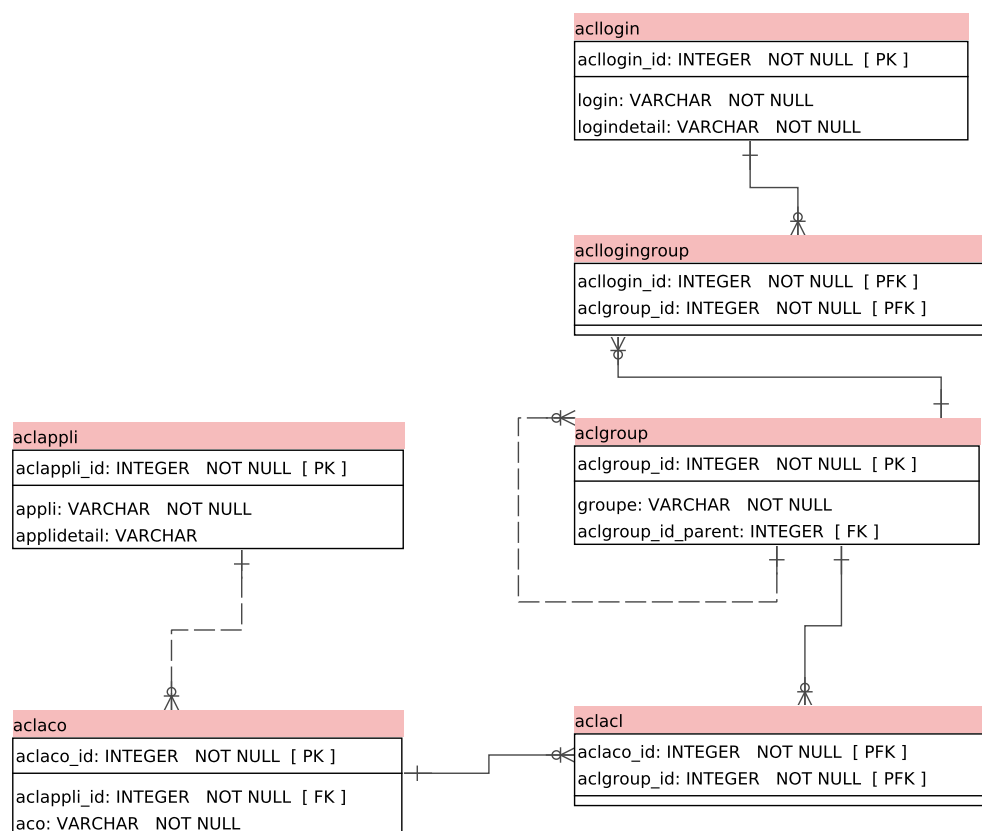 acllogin
acllogin_id: INTEGER NOT NULL [ PK ]
login: VARCHAR NOT NULL
logindetail: VARCHAR NOT NULL
acllogingroup
acllogin_id: INTEGER NOT NULL [ PFK ]
aclgroup_id: INTEGER NOT NULL [ PFK ]
aclgroup
aclgroup_id: INTEGER NOT NULL [ PK ]
groupe: VARCHAR NOT NULL
aclgroup_id_parent: INTEGER [ FK ]
aclappli
aclappli_id: INTEGER NOT NULL [ PK ]
appli: VARCHAR NOT NULL
applidetail: VARCHAR
aclaco
aclaco_id: INTEGER NOT NULL [ PK ]
aclappli_id: INTEGER NOT NULL [ FK ]
aco: VARCHAR NOT NULL
aclacl
aclaco_id: INTEGER NOT NULL [ PFK ]
aclgroup_id: INTEGER NOT NULL [ PFK ]